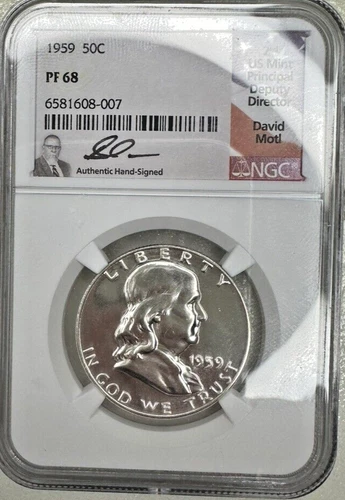 1959 50C
PF 68
6581608-007
Authentic Hand-Signed
US Mint
Principal
Deputy
Director
David
Motl
NGC
LIBERTY
1959
IN GOD WE TRUST